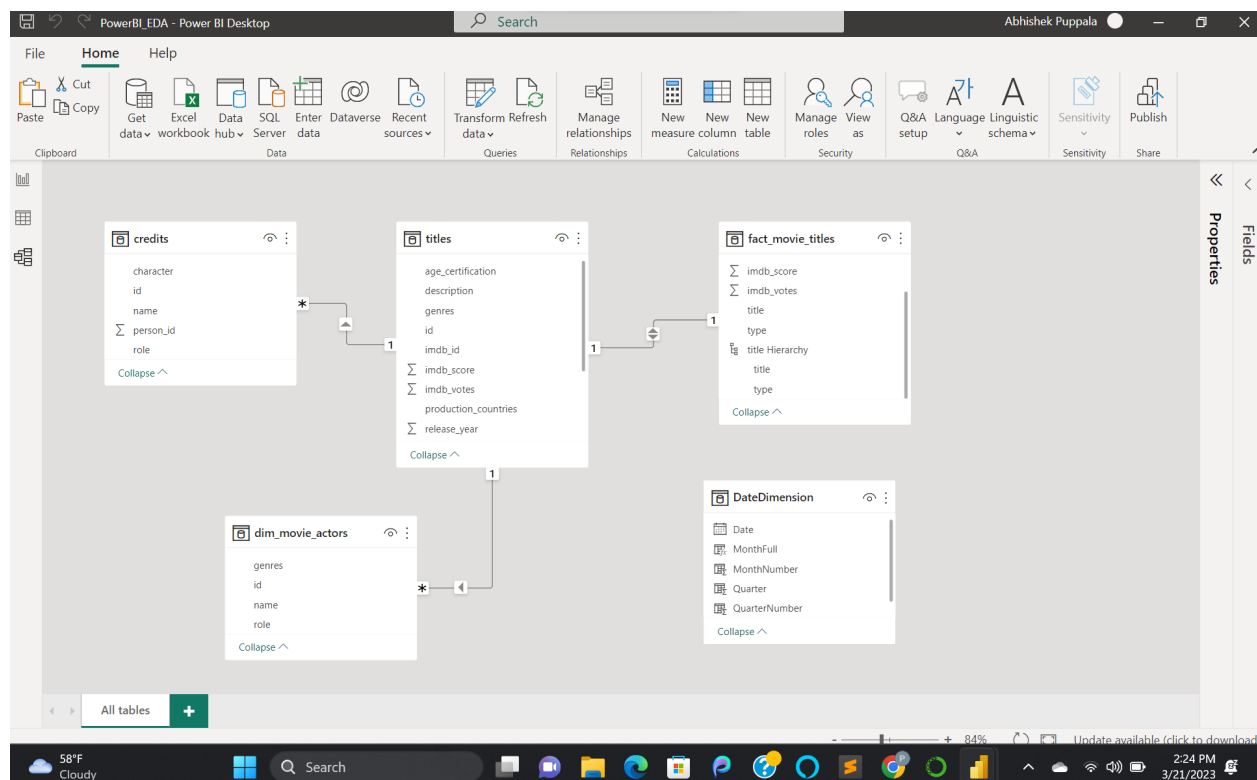 PowerBI_EDA - Power BI Desktop
Search
Abhishek Puppala
File Home Help
Paste
Cut
Copy
Get data
Excel workbook
Data hub
SQL Server
Enter data
Dataverse
Recent sources
Transform data
Refresh
Manage relationships
New measure
New column
New table
Manage roles
View as
Q&A setup
Language
Linguistic schema
Sensitivity
Publish
Clipboard
Data
Queries
Relationships
Calculations
Security
Q&A
Sensitivity
Share
credits
character
id
name
person_id
role
Collapse
titles
age_certification
description
genres
id
imdb_id
imdb_score
imdb_votes
production_countries
release_year
Collapse
fact_movie_titles
imdb_score
imdb_votes
title
type
title Hierarchy
title
type
Collapse
dim_movie_actors
genres
id
name
role
Collapse
DateDimension
Date
MonthFull
MonthNumber
Quarter
QuarterNumber
Collapse
*
1
1
1
1
*
Properties
Fields
All tables
+
- + 84%
Update available (click to download
58°F
Cloudy
Search
2:24 PM
3/21/2023